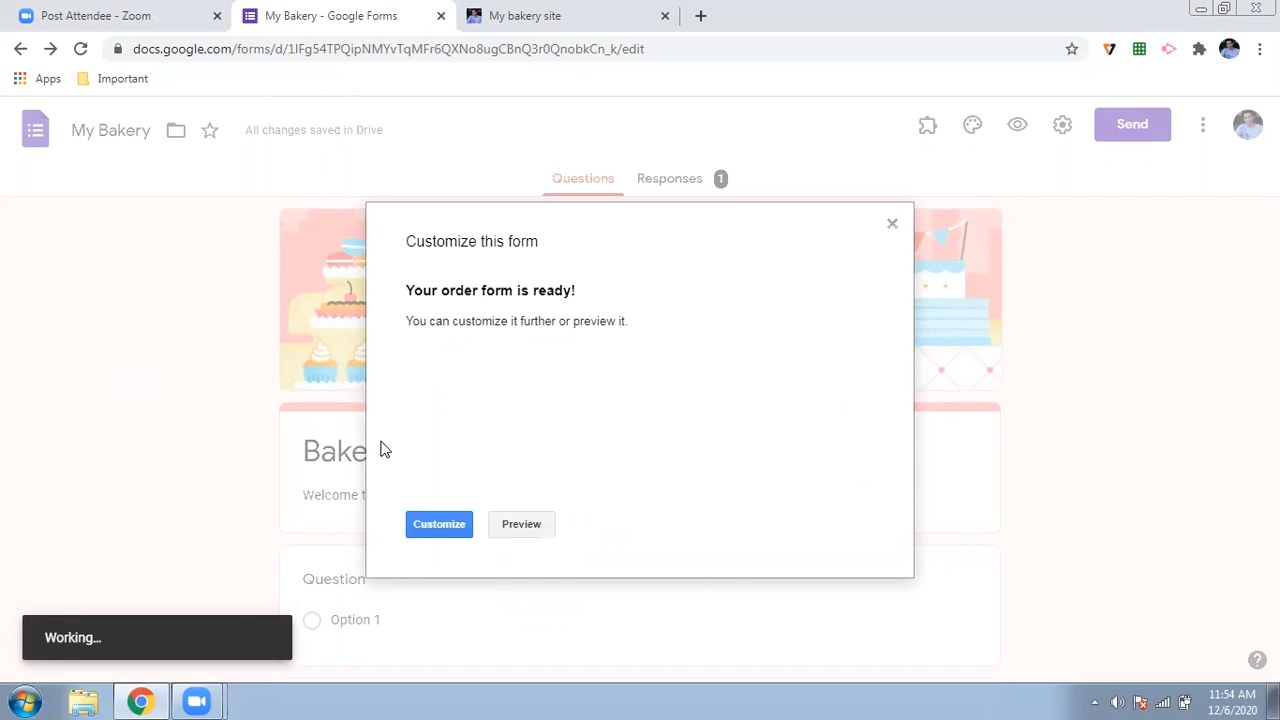 Post Attendee - Zoom
My Bakery - Google Forms
My bakery site
docs.google.com/forms/d/1IFg54TPQipNMYvTqMFr6QXNo8ugCBnQ3r0QnobkCn_k/edit
Apps
Important
My Bakery
All changes saved in Drive
Send
Questions
Responses
1
Customize this form
Your order form is ready!
You can customize it further or preview it.
Bake
Welcome t
Customize
Preview
Question
Option 1
Working...
11:54 AM
12/6/2020